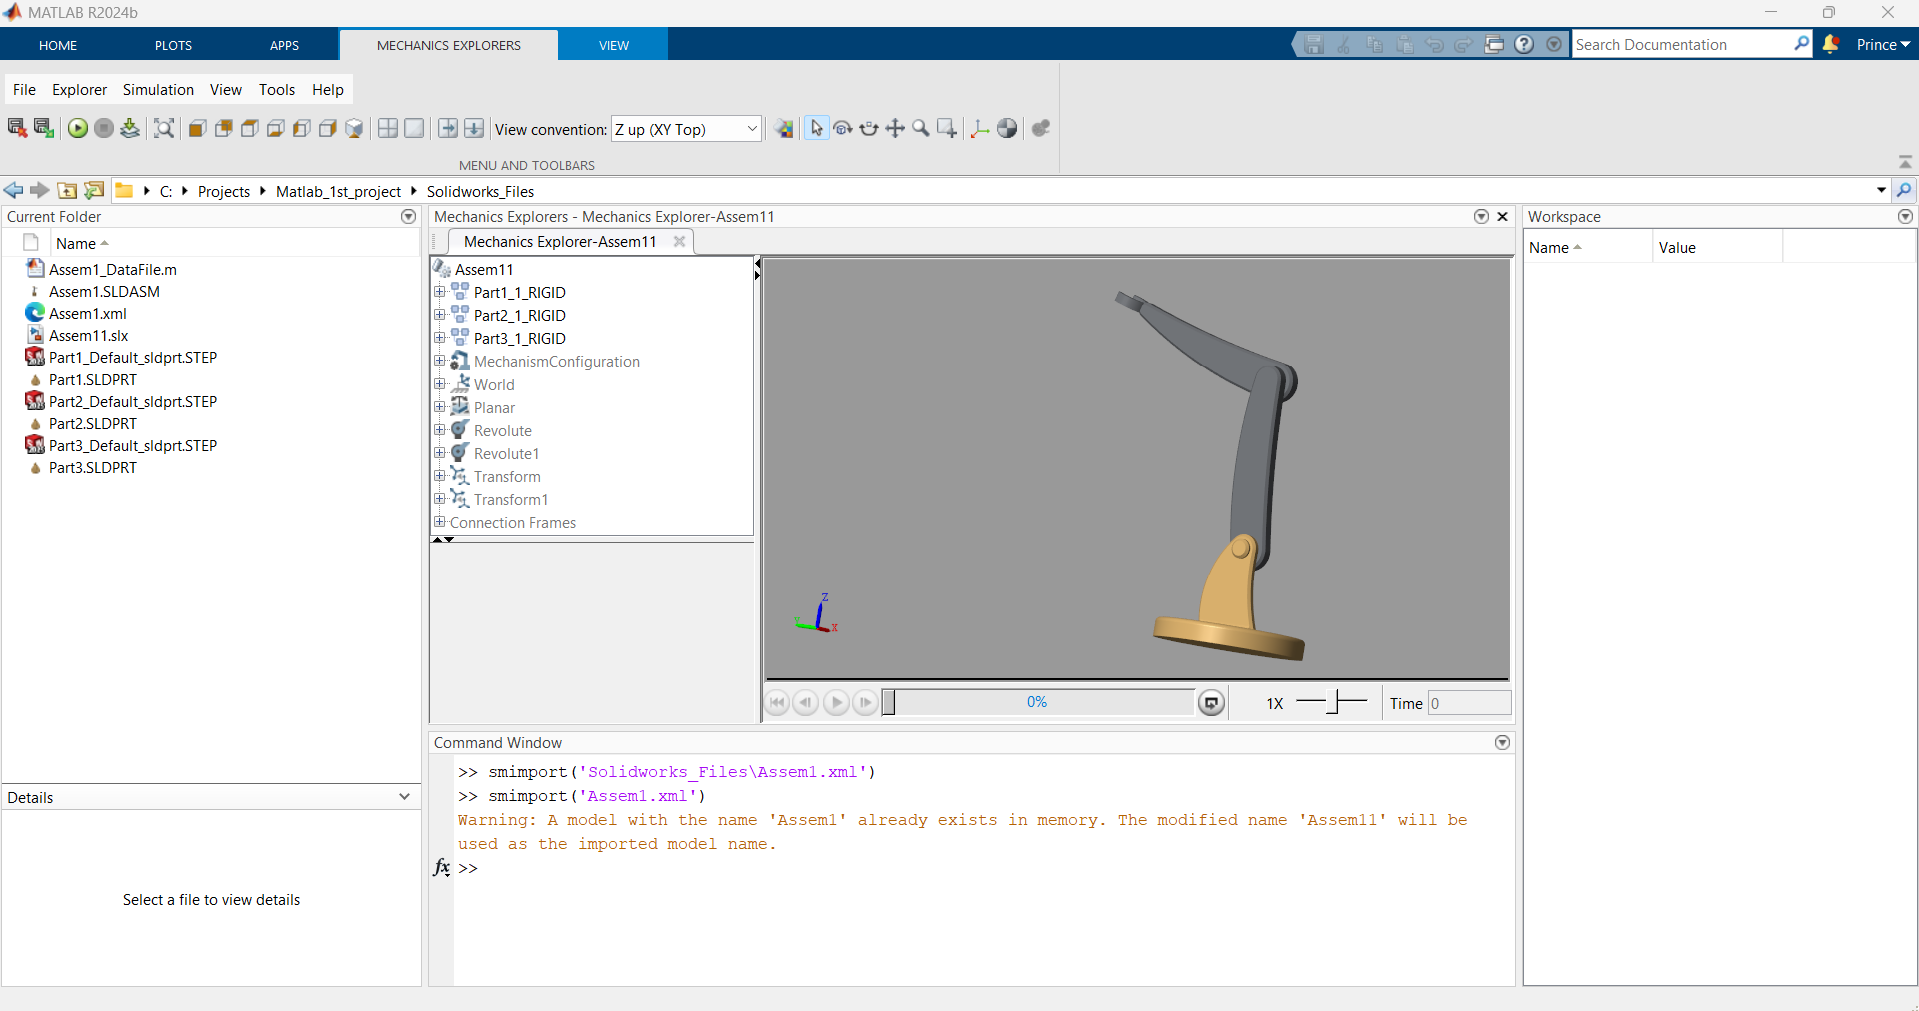 MATLAB R2024b
HOME PLOTS APPS MECHANICS EXPLORERS VIEW
Search Documentation
Prince
File Explorer Simulation View Tools Help
View convention: Z up (XY Top)
MENU AND TOOLBARS
C: Projects Matlab_1st_project Solidworks_Files
Current Folder
Name
Assem1_DataFile.m
Assem1.SLDASM
Assem1.xml
Assem11.slx
Part1_Default_sldprt.STEP
Part1.SLDPRT
Part2_Default_sldprt.STEP
Part2.SLDPRT
Part3_Default_sldprt.STEP
Part3.SLDPRT
Details
Select a file to view details
Mechanics Explorers - Mechanics Explorer-Assem11
Mechanics Explorer-Assem11
Assem11
Part1_1_RIGID
Part2_1_RIGID
Part3_1_RIGID
MechanismConfiguration
World
Planar
Revolute
Revolute1
Transform
Transform1
Connection Frames
Z
Y
X
0%
1X
Time 0
Command Window
>> smimport('Solidworks_Files\Assem1.xml')
>> smimport('Assem1.xml')
Warning: A model with the name 'Assem1' already exists in memory. The modified name 'Assem11' will be
used as the imported model name.
fx >>
Workspace
Name Value